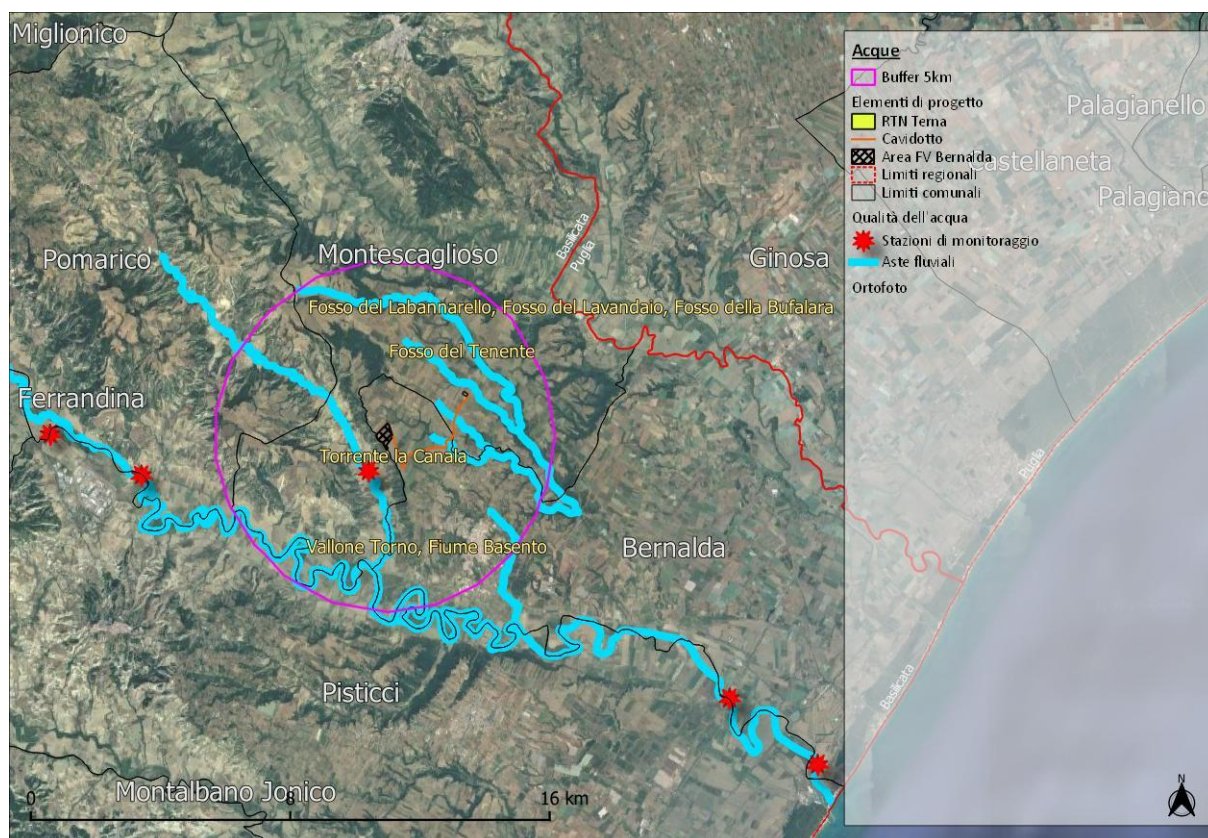 Miglionico
Acque
Buffer 5km
Elementi di progetto
RTN Terna
Cavidotto
Area FV Bernalda
Limiti regionali
Limiti comunali
Qualità dell'acqua
Stazioni di monitoraggio
Aste fluviali
Ortofoto
Palagianello
Castellaneta
Palagiano
Basilicata
Puglia
Pomarico
Montescaglioso
Ginosa
Fosso del Labannarello, Fosso del Lavandaio, Fosso della Bufalara
Fosso del Tenente
Ferrandina
Torrente la Canala
Puglia
Basilicata
Vallone Torno, Fiume Basento
Bernalda
Pisticci
Montalbano Jonico
0
8
16 km
N